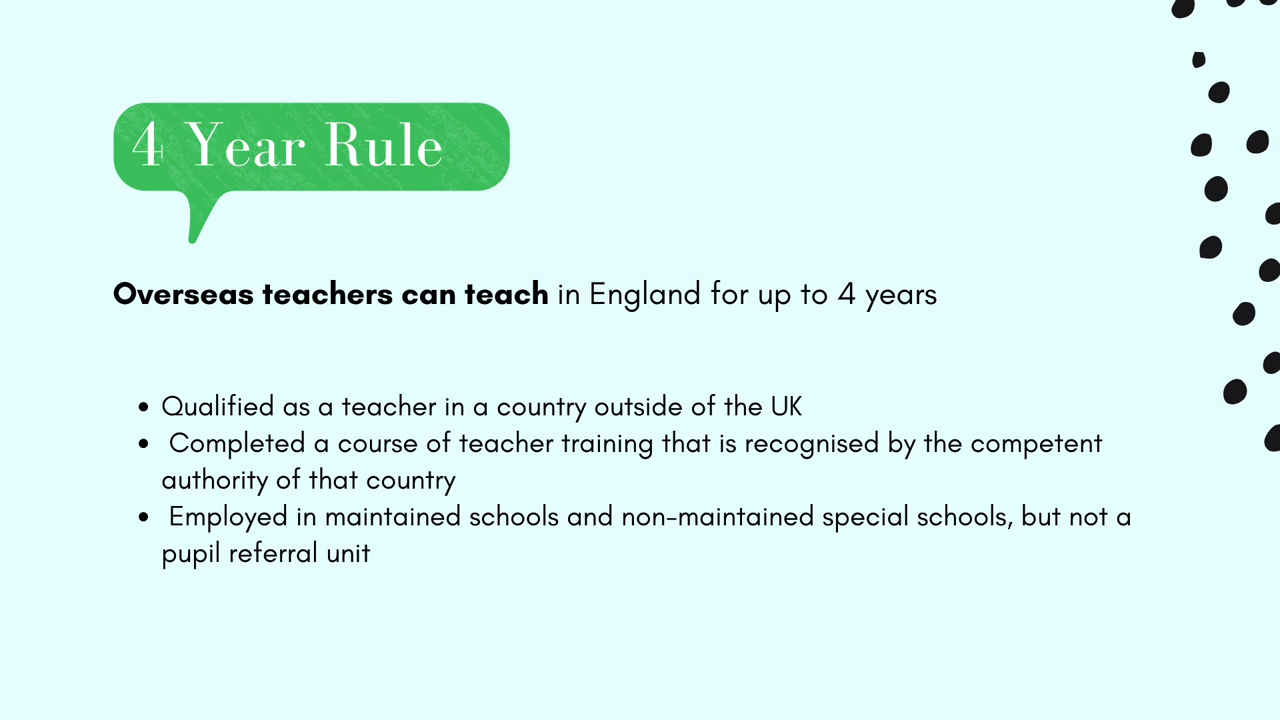 4 Year Rule
Overseas teachers can teach in England for up to 4 years
• Qualified as a teacher in a country outside of the UK
• Completed a course of teacher training that is recognised by the competent
authority of that country
• Employed in maintained schools and non-maintained special schools, but not a
pupil referral unit